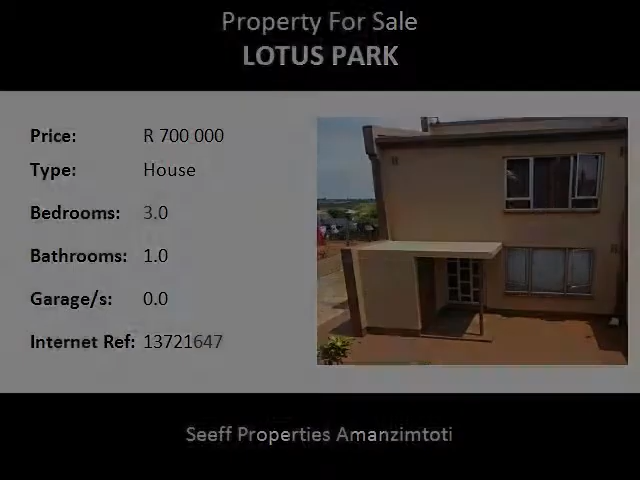 Property For Sale
LOTUS PARK
Price: R 700 000
Type: House
Bedrooms: 3.0
Bathrooms: 1.0
Garage/s: 0.0
Internet Ref: 13721647
Seeff Properties Amanzimtoti